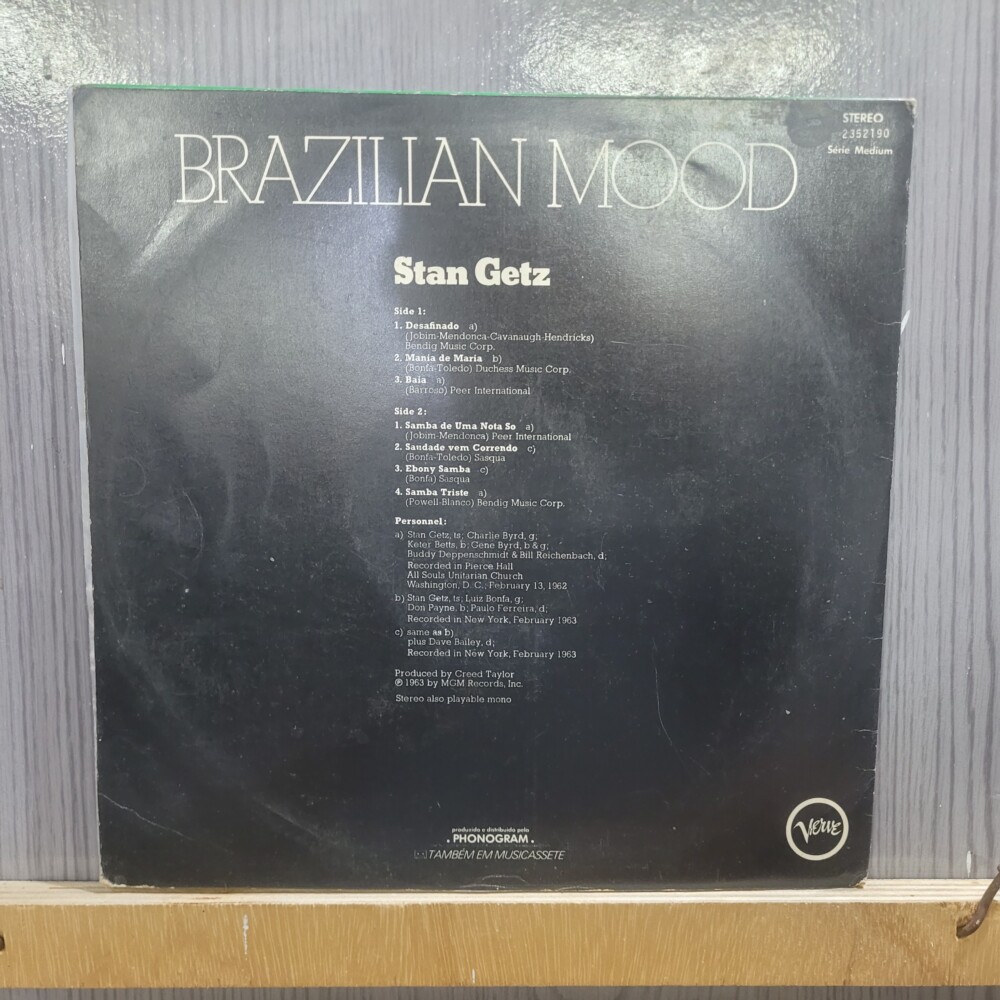 STEREO
2352190
Série Medium
BRAZILIAN MOOD
Stan Getz
Side 1:
1. Desafinado a)
(Jobim-Mendonca-Cavanaugh-Hendricks)
Bendig Music Corp.
2. Mania de Maria b)
(Bonfa-Toledo) Duchess Music Corp.
3. Baia a)
(Barroso) Peer International
Side 2:
1. Samba de Uma Nota So a)
(Jobim-Mendonca) Peer International
2. Saudade vem Correndo c)
(Bonfa-Toledo) Sasqua
3. Ebony Samba c)
(Bonfa) Sasqua
4. Samba Triste a)
(Powell-Blanco) Bendig Music Corp.
Personnel:
a) Stan Getz, ts; Charlie Byrd, g;
Keter Betts, b; Gene Byrd, b & g;
Buddy Deppenschmidt & Bill Reichenbach, d;
Recorded in Pierce Hall
All Souls Unitarian Church
Washington, D. C., February 13, 1962
b) Stan Getz, ts; Luiz Bonfa, g;
Don Payne, b; Paulo Ferreira, d;
Recorded in New York, February 1963
c) same as b)
plus Dave Bailey, d;
Recorded in New York, February 1963
Produced by Creed Taylor
℗ 1963 by MGM Records, Inc.
Stereo also playable mono
Verve
produzido e distribuido pela
. PHONOGRAM .
TAMBÉM EM MUSICASSETE